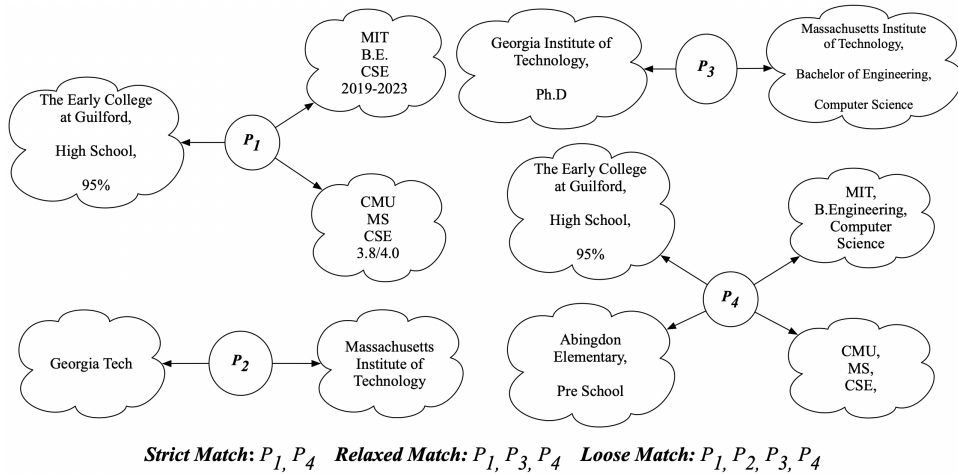 The Early College
at Guilford,
High School,
95%
P1
MIT
B.E.
CSE
2019-2023
CMU
MS
CSE
3.8/4.0
Georgia Institute of
Technology,
Ph.D
P3
Massachusetts Institute
of Technology,
Bachelor of Engineering,
Computer Science
Georgia Tech
P2
Massachusetts
Institute of
Technology
The Early College
at Guilford,
High School,
95%
P4
MIT,
B.Engineering,
Computer
Science
Abingdon
Elementary,
Pre School
CMU,
MS,
CSE,
Strict Match: P1, P4 Relaxed Match: P1, P3, P4 Loose Match: P1, P2, P3, P4